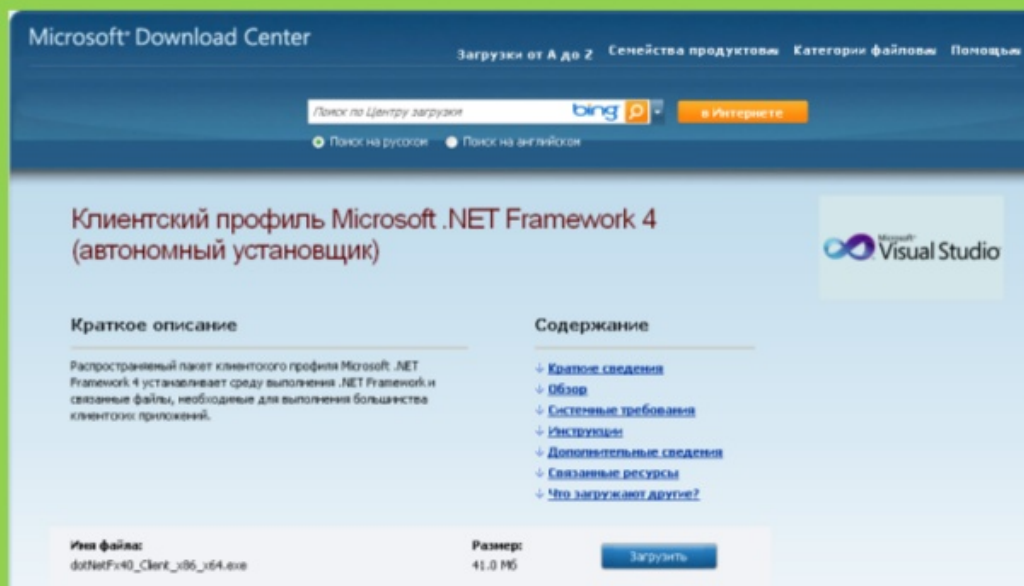 Microsoft Download Center
Загрузки от А до Z Семейства продуктов Категории файлов Помощь
Поиск по Центру загрузки bing в Интернете
Поиск на русском Поиск на английском
Клиентский профиль Microsoft .NET Framework 4
(автономный установщик)
Microsoft
Visual Studio
Краткое описание
Распространяемый пакет клиентского профиля Microsoft .NET
Framework 4 устанавливает среду выполнения .NET Framework и
связанные файлы, необходимые для выполнения большинства
клиентских приложений.
Содержание
Краткие сведения
Обзор
Системные требования
Инструкции
Дополнительные сведения
Связанные ресурсы
Что загружают другие?
Имя файла: Размер:
dotNetFx40_Client_x86_x64.exe 41.0 Мб Загрузить